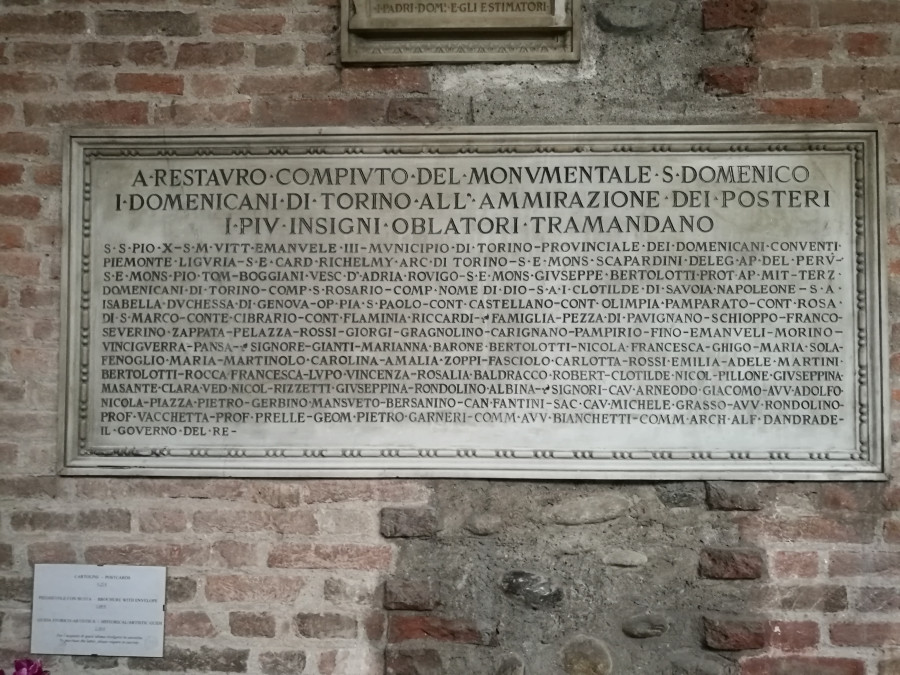 I PADRI DOM. E GLI ESTIMATORI
A·RESTAVRO·COMPIVTO·DEL·MONVMENTALE·S·DOMENICO
I·DOMENICANI·DI·TORINO·ALL'·AMMIRAZIONE·DEI·POSTERI
I·PIV·INSIGNI·OBLATORI·TRAMANDANO
S·S·PIO·X–S·M·VITT·EMANVELE·III–MVNICIPIO·DI·TORINO–PROVINCIALE·DEI·DOMENICANI·CONVENTI·
PIEMONTE·LIGVRIA–S·E·CARD·RICHELMY·ARC·DI·TORINO–S·E·MONS·SCAPARDINI·DELEG·AP·DEL·PERV–
S·E·MONS·PIO·TOM·BOGGIANI·VESC·D'ADRIA·ROVIGO–S·E·MONS·GIVSEPPE·BERTOLOTTI·PROT·AP·MIT–TERZ·
DOMENICANI·DI·TORINO–COMP·S·ROSARIO–COMP·NOME·DI·DIO–S·A·I·CLOTILDE·DI·SAVOIA·NAPOLEONE–S·A·
ISABELLA·DVCHESSA·DI·GENOVA–OP·PIA·S·PAOLO–CONT·CASTELLANO–CONT·OLIMPIA·PAMPARATO–CONT·ROSA·
DI·S·MARCO–CONTE·CIBRARIO–CONT·FLAMINIA·RICCARDI–FAMIGLIA·PEZZA·DI·PAVIGNANO–SCHIOPPO–FRANCO–
SEVERINO·ZAPPATA–PELAZZA–ROSSI–GIORGI–GRAGNOLINO–CARIGNANO–PAMPIRIO–FINO–EMANVELI–MORINO–
VINCIGVERRA–PANSA–SIGNORE·GIANTI–MARIANNA·BARONE·BERTOLOTTI–NICOLA·FRANCESCA–GHIGO·MARIA·SOLA–
FENOGLIO·MARIA–MARTINOLO·CAROLINA–AMALIA·ZOPPI–FASCIOLO·CARLOTTA–ROSSI·EMILIA–ADELE·MARTINI·
BERTOLOTTI–ROCCA·FRANCESCA–LVPO·VINCENZA–ROSALIA·BALDRACCO·ROBERT–CLOTILDE·NICOL·PILLONE·GIVSEPPINA·
MASANTE·CLARA·VED·NICOL–RIZZETTI·GIVSEPPINA–RONDOLINO·ALBINA–SIGNORI–CAV·ARNEODO·GIACOMO–AVV·ADOLFO·
NICOLA–PIAZZA·PIETRO–GERBINO·MANSVETO–BERSANINO–CAN·FANTINI–SAC·CAV·MICHELE·GRASSO–AVV·RONDOLINO–
PROF·VACCHETTA–PROF·PRELLE–GEOM·PIETRO·GARNERI–COMM·AVV·BIANCHETTI–COMM·ARCH·ALF·DANDRADE–
IL·GOVERNO·DEL·RE–